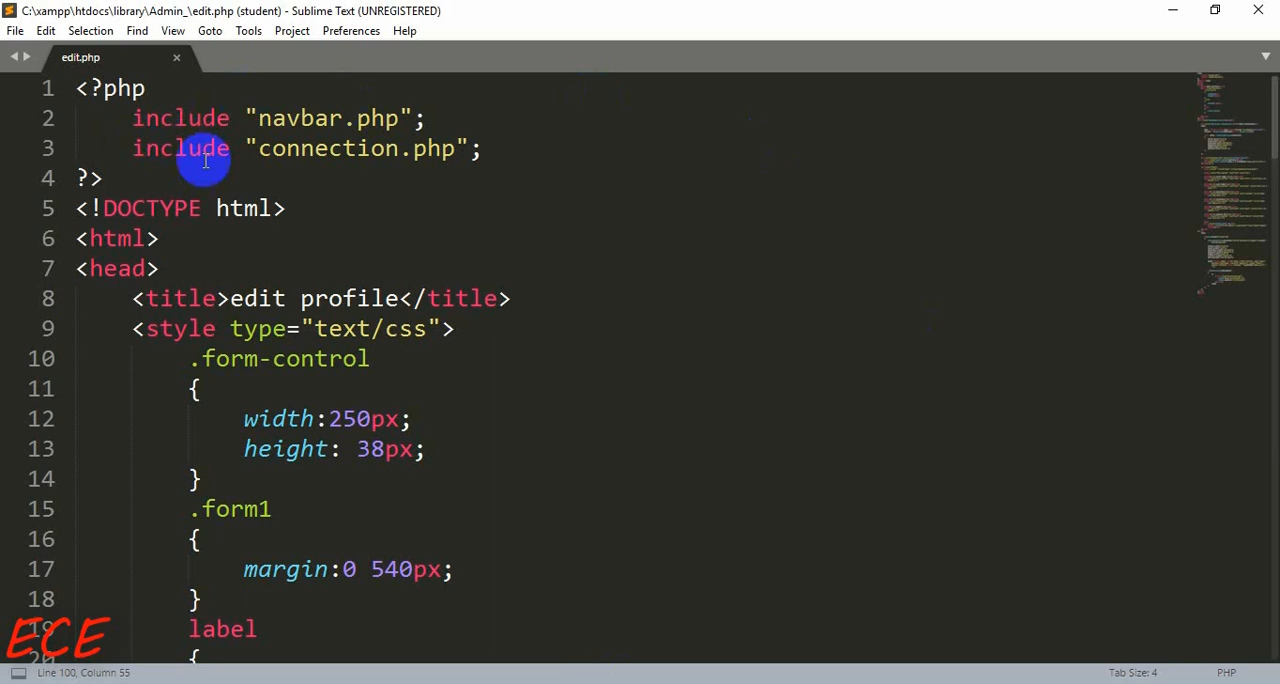 C:\xampp\htdocs\library\Admin_\edit.php (student) - Sublime Text (UNREGISTERED)
File Edit Selection Find View Goto Tools Project Preferences Help
edit.php
1 <?php
2 include "navbar.php";
3 include "connection.php";
4 ?>
5 <!DOCTYPE html>
6 <html>
7 <head>
8 <title>edit profile</title>
9 <style type="text/css">
10 .form-control
11 {
12 width:250px;
13 height: 38px;
14 }
15 .form1
16 {
17 margin:0 540px;
18 }
19 label
20 {
ECE
Line 100, Column 55 Tab Size: 4 PHP